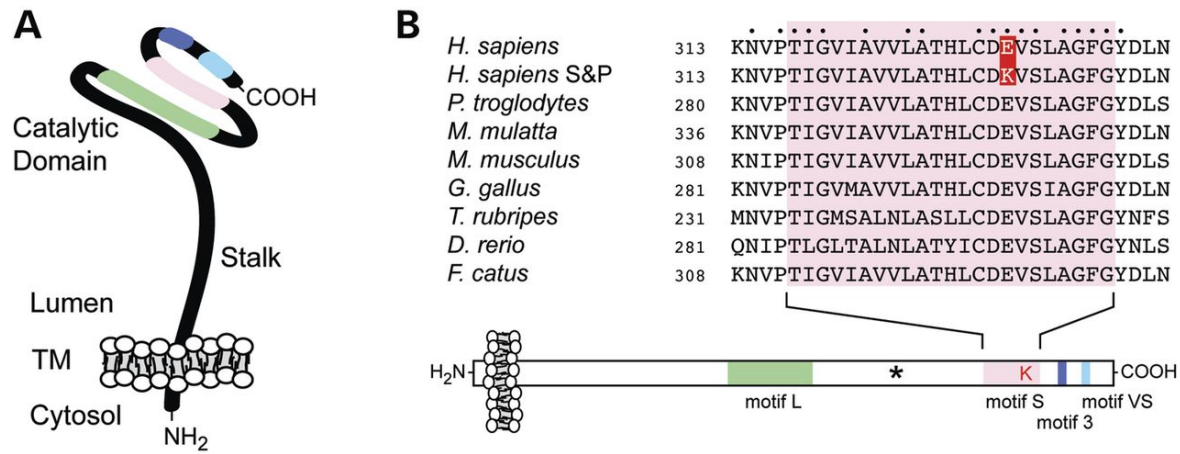 A
COOH
Catalytic
Domain
Stalk
Lumen
TM
Cytosol
NH2
B
H. sapiens 313 KNVPTIGVIAVVLATHLCDEVSLAGFGYDLN
H. sapiens S&P 313 KNVPTIGVIAVVLATHLCDKVSLAGFGYDLN
P. troglodytes 280 KNVPTIGVIAVVLATHLCDEVSLAGFGYDLS
M. mulatta 336 KNVPTIGVIAVVLATHLCDEVSLAGFGYDLN
M. musculus 308 KNIPTIGVIAVVLATHLCDEVSLAGFGYDLS
G. gallus 281 KNVPTIGVMAVVLATHLCDEVSIAGFGYDLN
T. rubripes 231 MNVPTIGMSALNLASLLCDEVSLAGFGYNFS
D. rerio 281 QNIPTLGLTALNLATYICDEVSLAGFGYNLS
F. catus 308 KNVPTIGVIAVVLATHLCDEVSLAGFGYDLN
H2N * K COOH
motif L motif S motif VS
motif 3